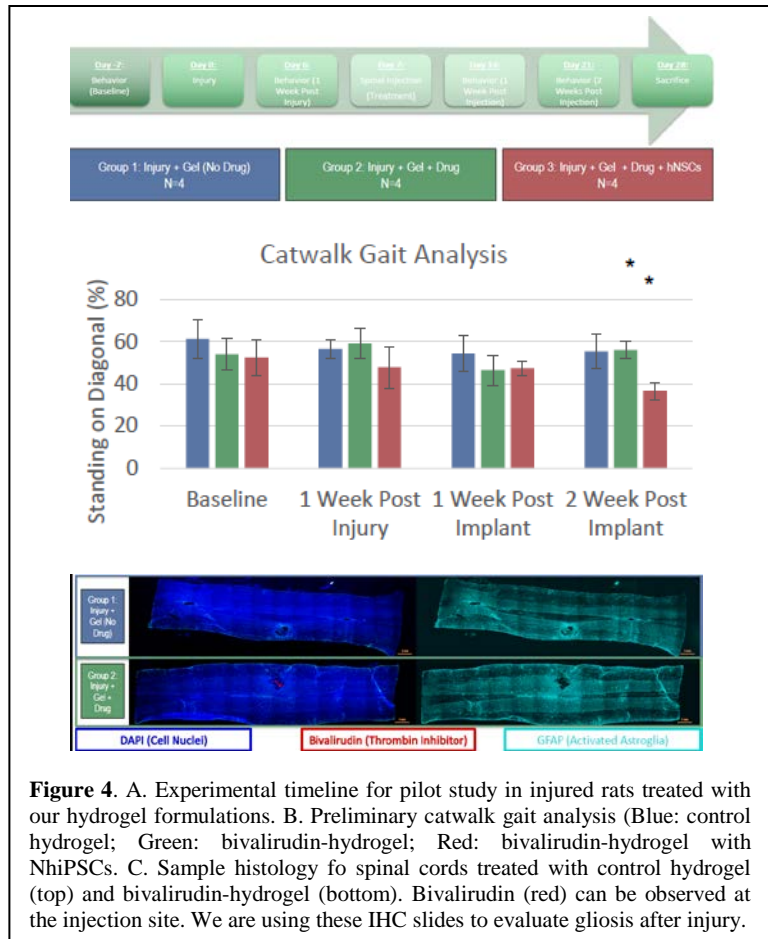 Day -2: Day 0: Day 6: Day 7: Day 14: Day 21: Day 28:
Behavior (Baseline) Injury Behavior (1 Week Post Injury) Spinal Injection (Treatment) Behavior (1 Week Post Injection) Behavior (2 Weeks Post Injection) Sacrifice
Group 1: Injury + Gel (No Drug)
N=4
Group 2: Injury + Gel + Drug
N=4
Group 3: Injury + Gel + Drug + hNSCs
N=4
Catwalk Gait Analysis
* *
Standing on Diagonal (%)
80
60
40
20
0
Baseline
1 Week Post
Injury
1 Week Post
Implant
2 Week Post
Implant
Group 1:
Injury +
Gel (No
Drug)
Group 2:
Injury +
Gel +
Drug
DAPI (Cell Nuclei) Bivalirudin (Thrombin Inhibitor) GFAP (Activated Astroglia)
Figure 4. A. Experimental timeline for pilot study in injured rats treated with
our hydrogel formulations. B. Preliminary catwalk gait analysis (Blue: control
hydrogel; Green: bivalirudin-hydrogel; Red: bivalirudin-hydrogel with
NhiPSCs. C. Sample histology fo spinal cords treated with control hydrogel
(top) and bivalirudin-hydrogel (bottom). Bivalirudin (red) can be observed at
the injection site. We are using these IHC slides to evaluate gliosis after injury.